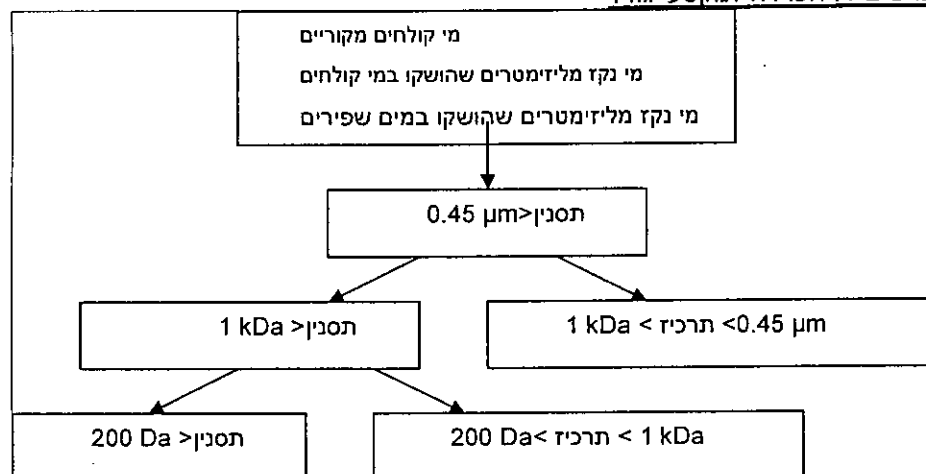 מי קולחים מקוריים
מי נקז מליזימטרים שהושקו במי קולחים
מי נקז מליזימטרים שהושקו במים שפירים
תסנין>0.45 µm
תסנין> 1 kDa
1 kDa < תרכיז <0.45 µm
תסנין> 200 Da
200 Da< תרכיז < 1 kDa